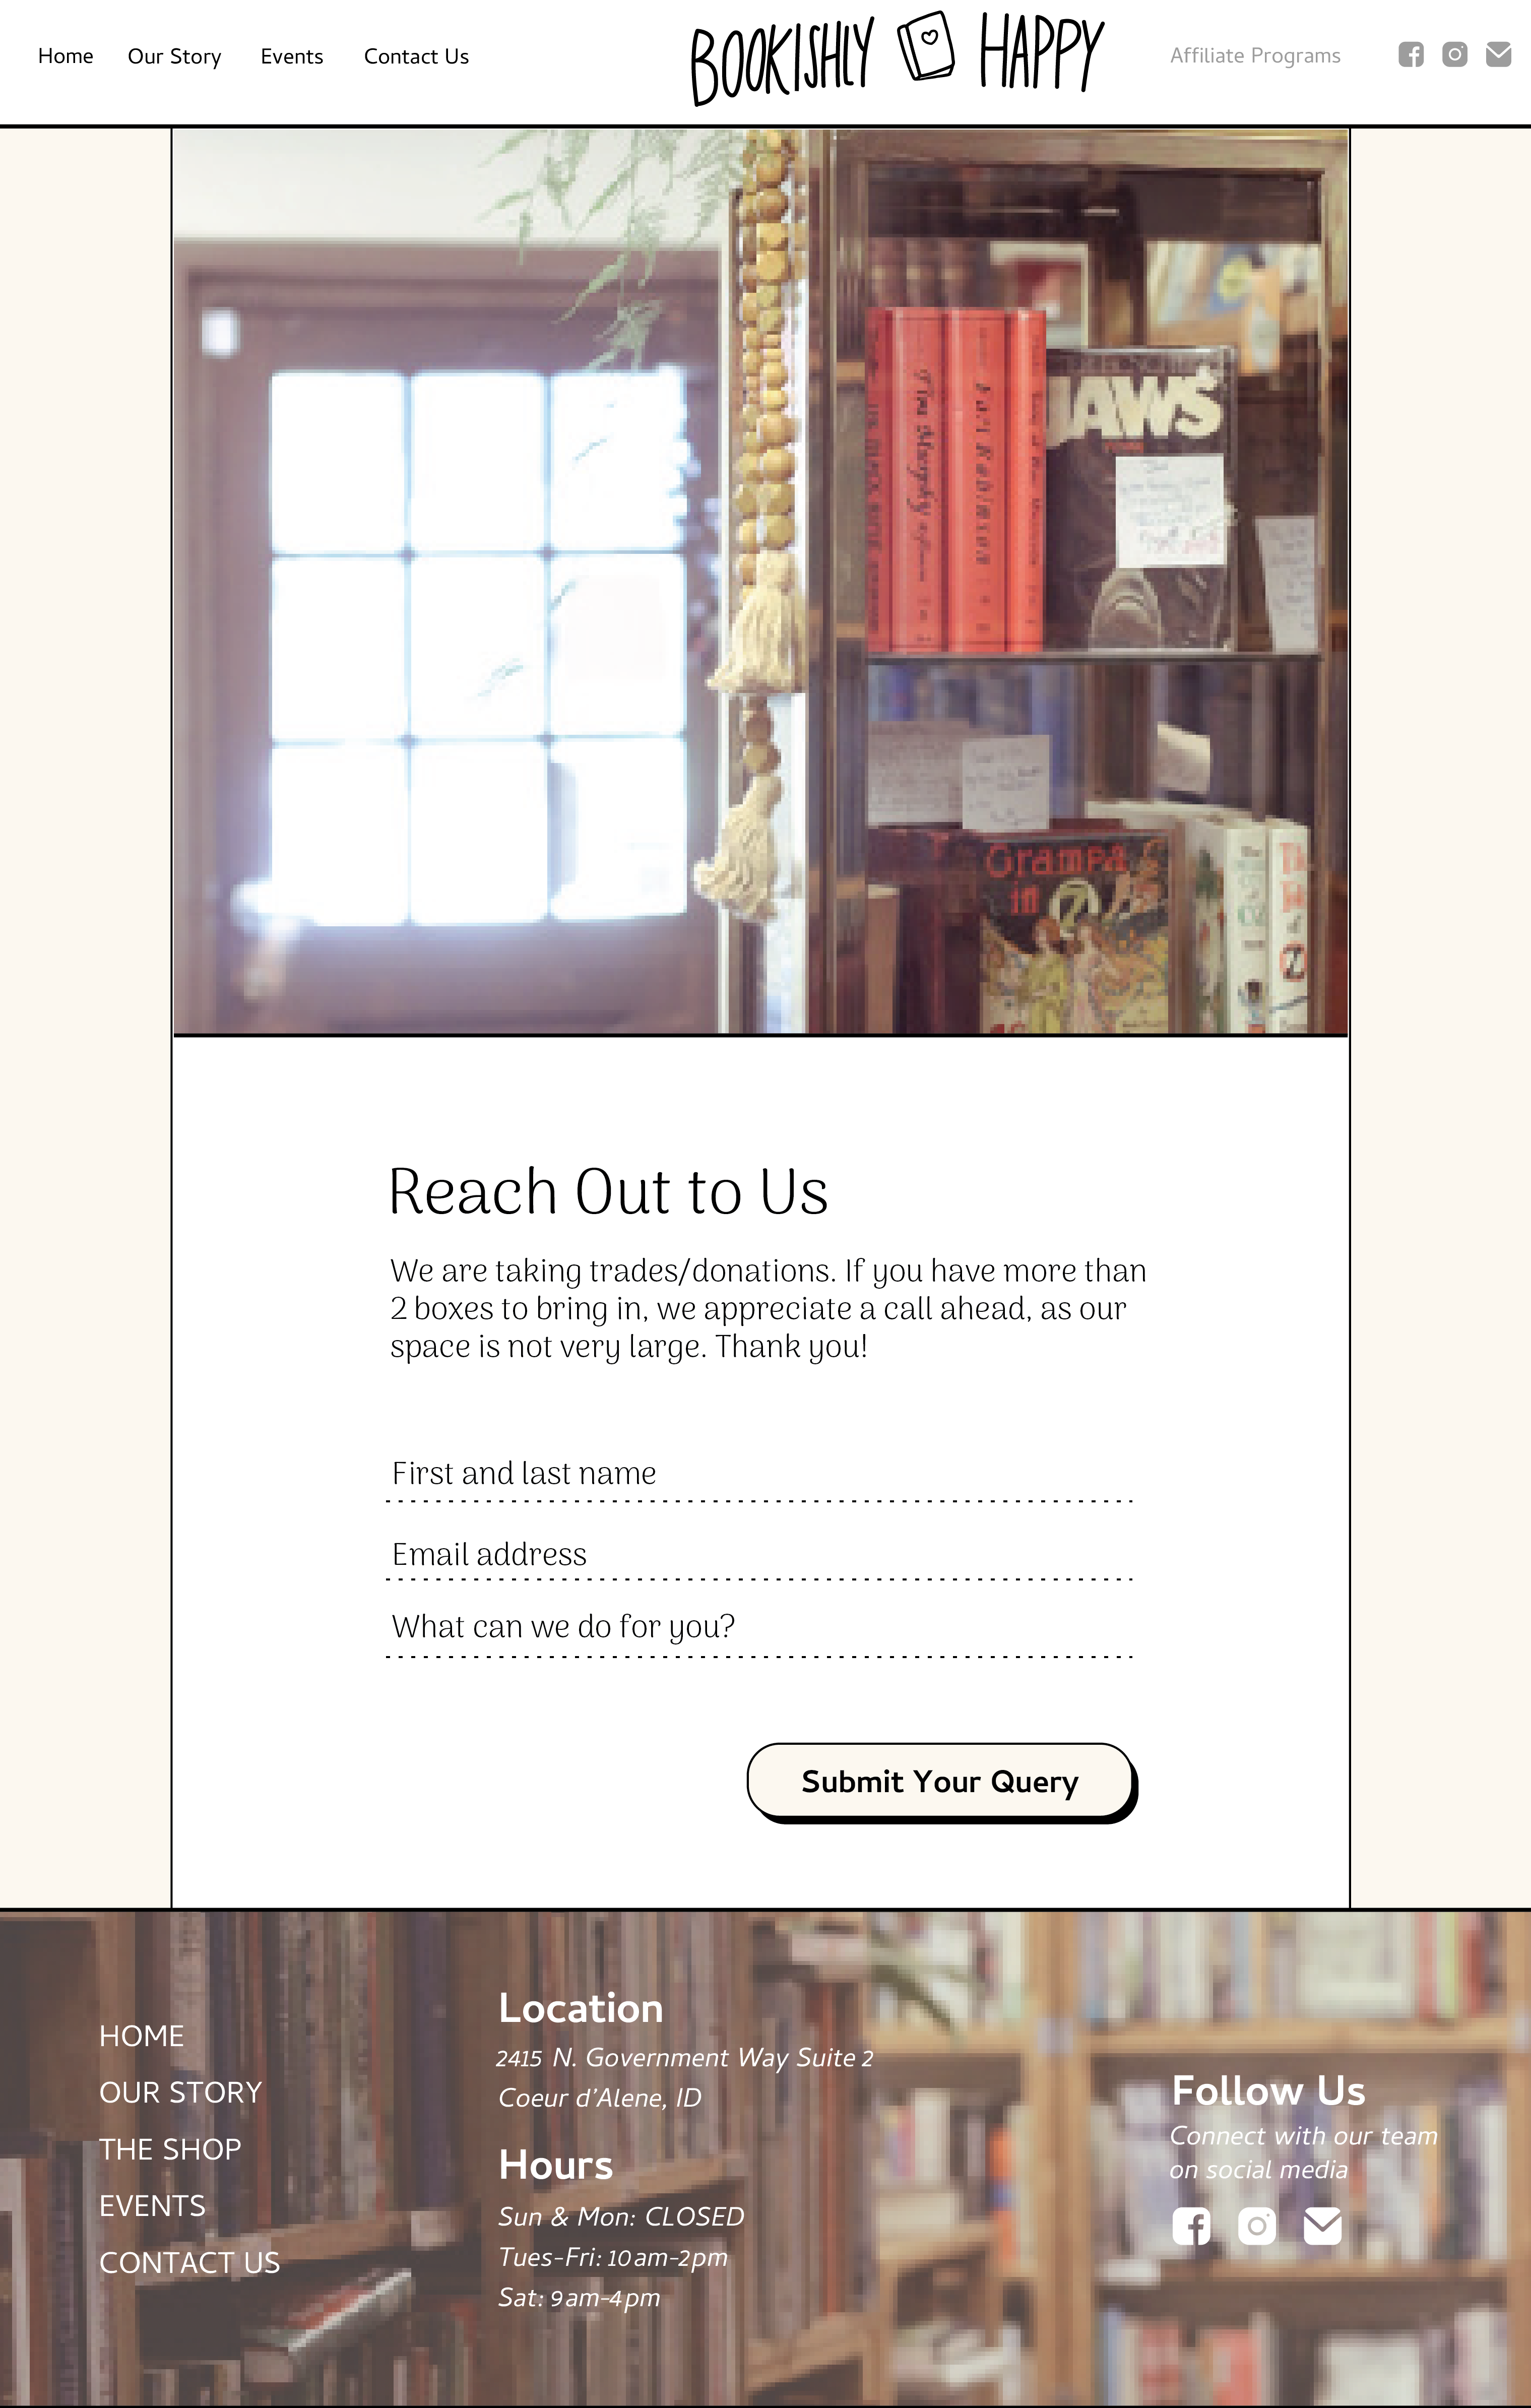 Home Our Story Events Contact Us
BOOKISHLY HAPPY
Affiliate Programs
JAWS
Grampa
in OZ
Reach Out to Us
We are taking trades/donations. If you have more than
2 boxes to bring in, we appreciate a call ahead, as our
space is not very large. Thank you!
First and last name
Email address
What can we do for you?
Submit Your Query
HOME
OUR STORY
THE SHOP
EVENTS
CONTACT US
Location
2415 N. Government Way Suite 2
Coeur d’Alene, ID
Hours
Sun & Mon: CLOSED
Tues-Fri: 10am-2pm
Sat: 9am-4pm
Follow Us
Connect with our team
on social media